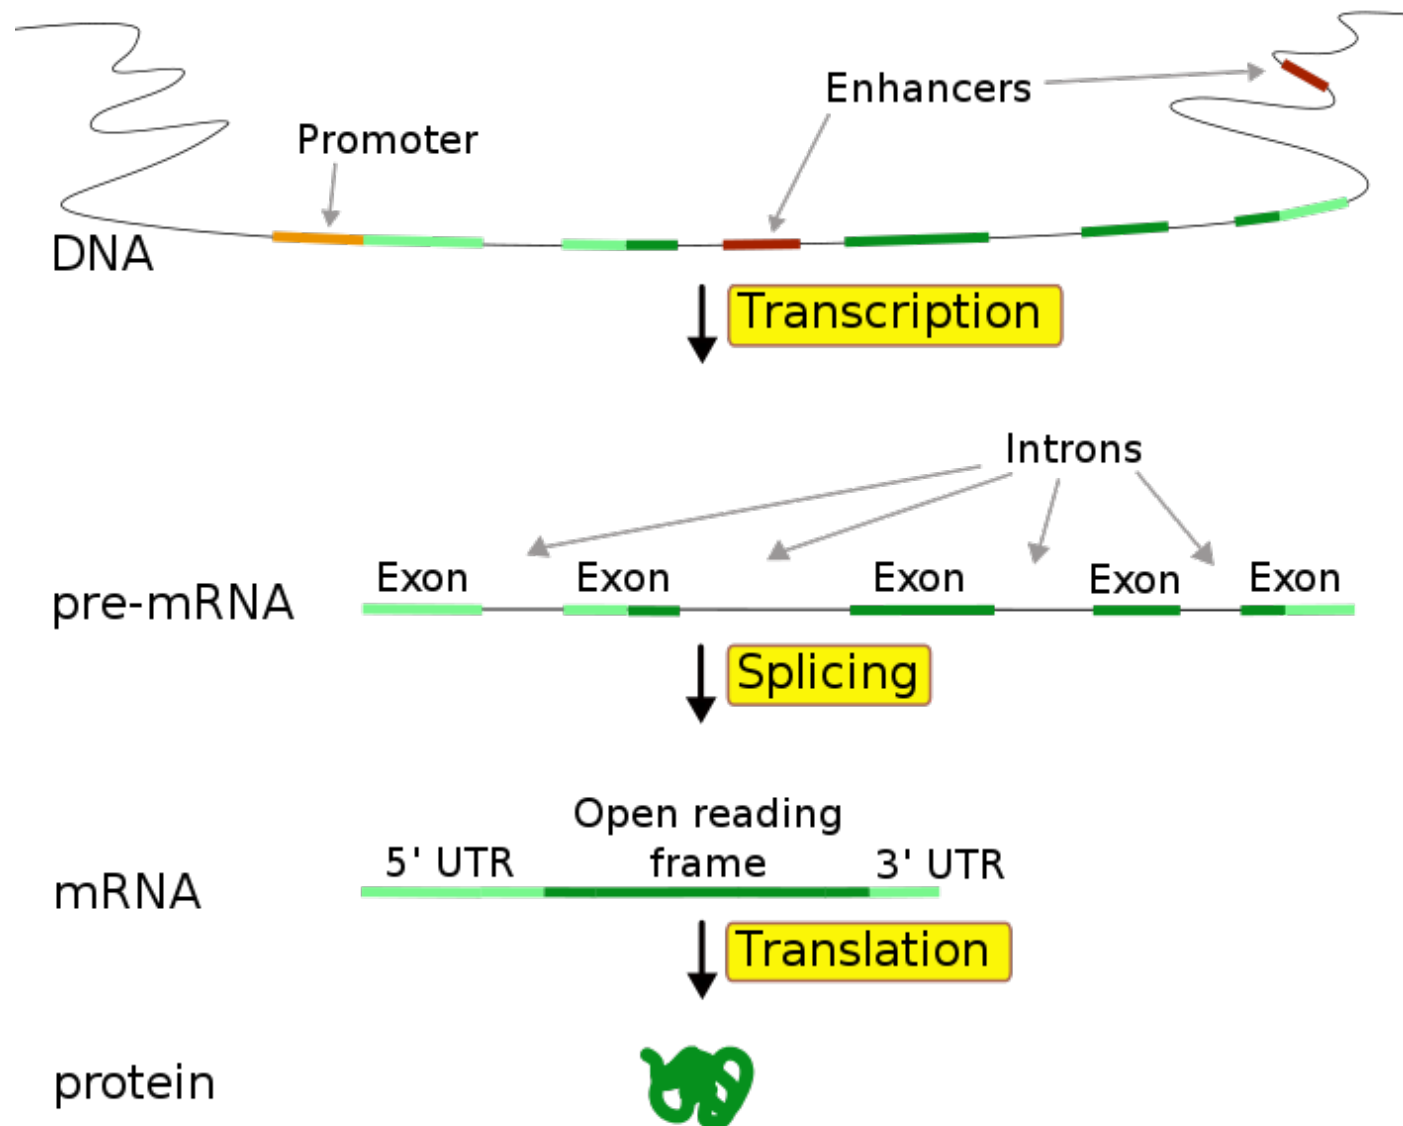 Enhancers
Promoter
DNA
Transcription
Introns
Exon Exon Exon Exon Exon
pre-mRNA
Splicing
Open reading
5' UTR frame 3' UTR
mRNA
Translation
protein